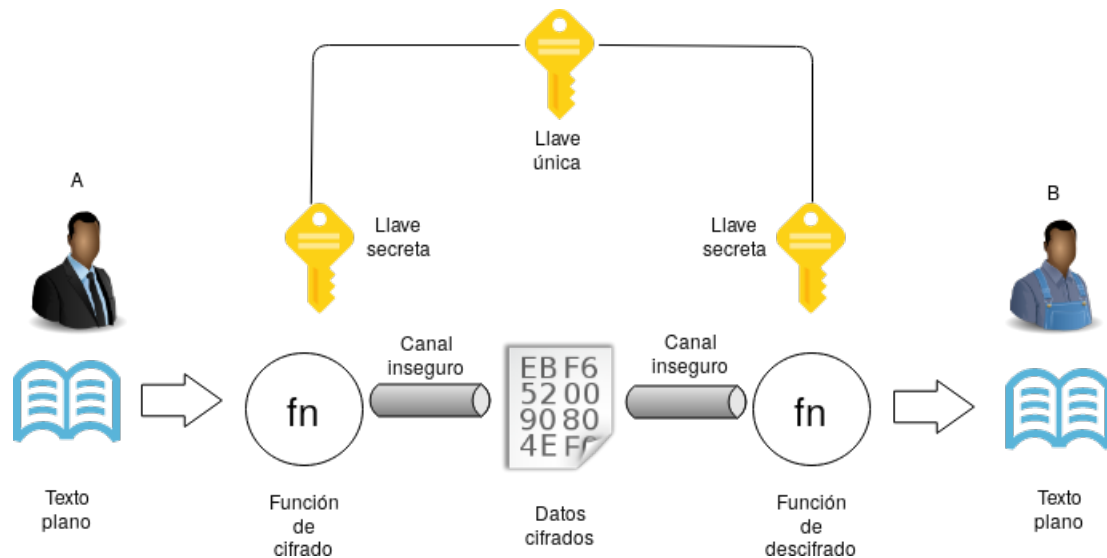 Llave
única
A
B
Llave
secreta
Llave
secreta
Canal
inseguro
Canal
inseguro
fn
EB F6
52 00
90 80
4E F0
fn
Texto
plano
Función
de
cifrado
Datos
cifrados
Función
de
descifrado
Texto
plano